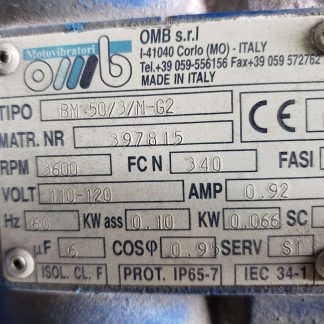 OMB s.r.l
Motovibratori
omb
I-41040 Corlo (MO) - ITALY
Tel.+39 059-556156 Fax+39 059 572762
MADE IN ITALY
TIPO BM-50/3/M-G2
MATR. NR 397815 CE
RPM 3600 FC N 340 FASI
VOLT 110-120 AMP 0.92
Hz 60 KW ass 0.10 KW 0.066 SC
µF 6 COSφ 0.95 SERV S1
ISOL. CL. F PROT. IP65-7 IEC 34-1